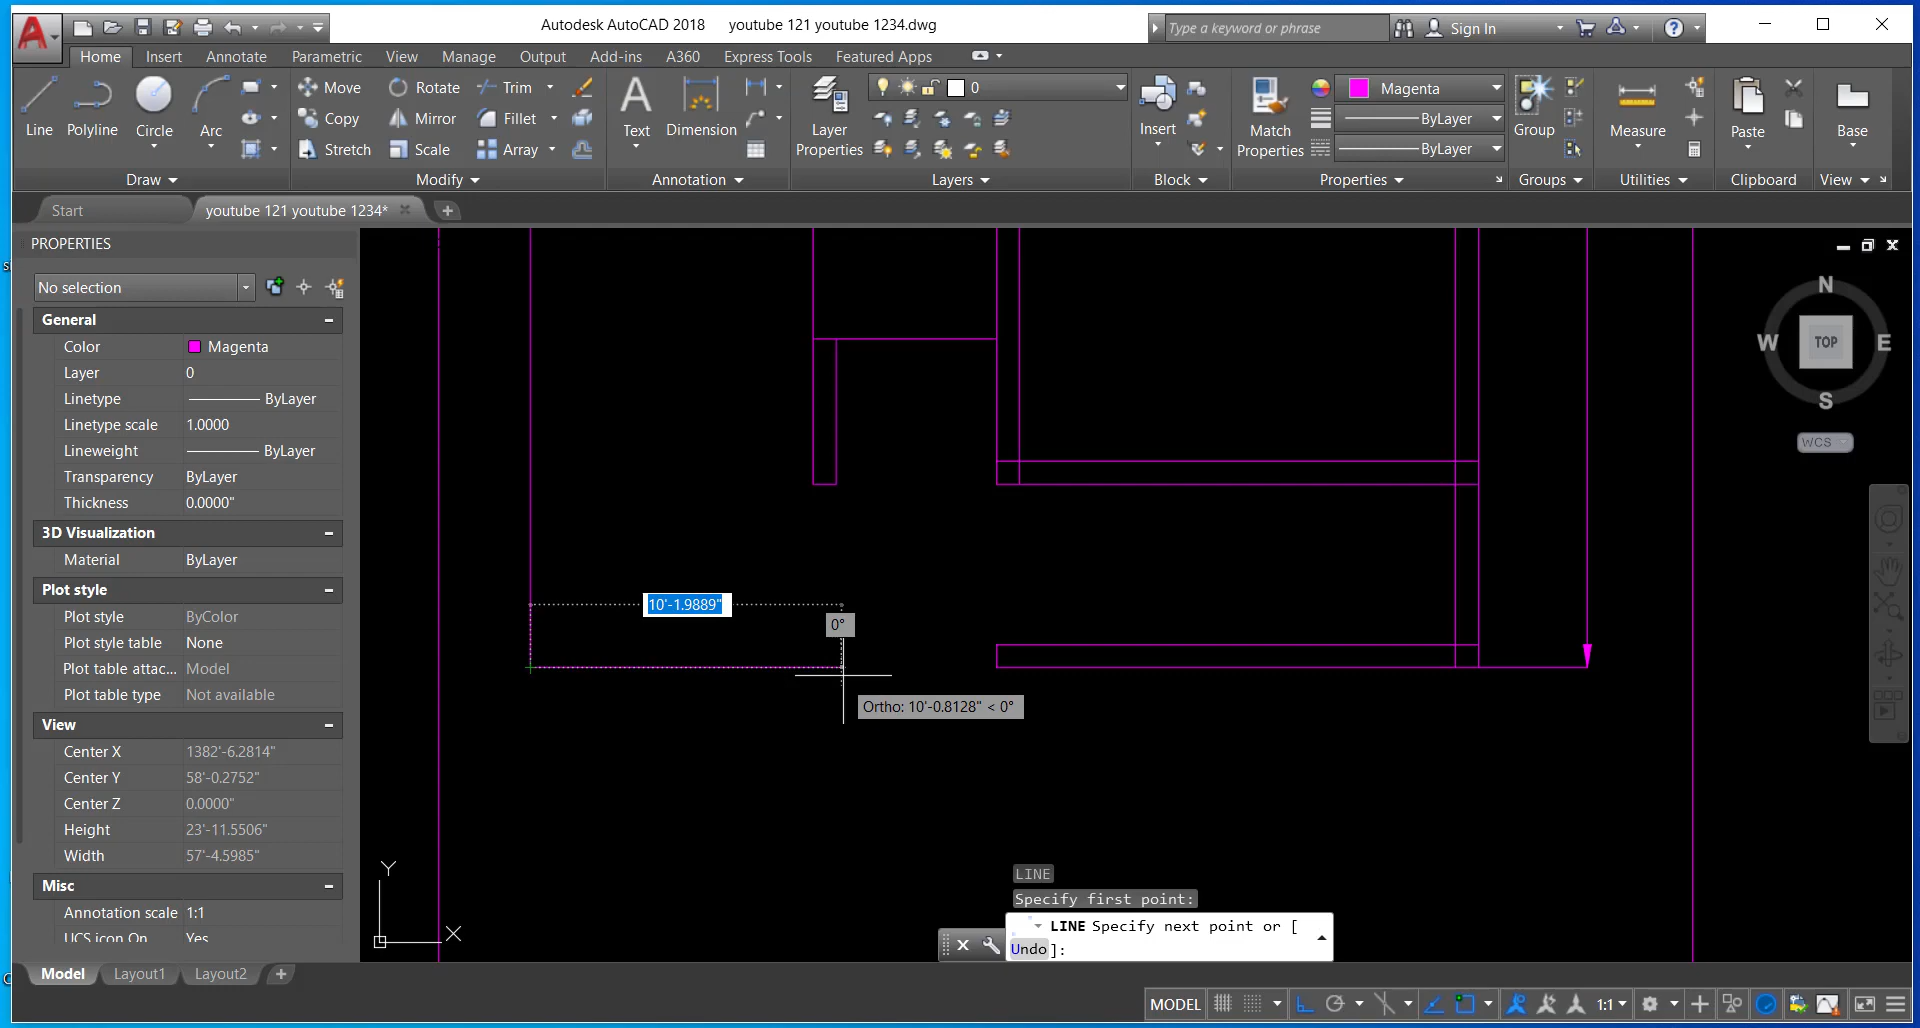 Autodesk AutoCAD 2018 youtube 121 youtube 1234.dwg
Type a keyword or phrase
Sign In
Home Insert Annotate Parametric View Manage Output Add-ins A360 Express Tools Featured Apps
Line Polyline Circle Arc
Move Rotate Trim
Copy Mirror Fillet
Stretch Scale Array
Text Dimension
Layer Properties
0
Insert
Match Properties
Magenta
ByLayer
ByLayer
Group
Measure
Paste
Base
Draw Modify Annotation Layers Block Properties Groups Utilities Clipboard View
Start youtube 121 youtube 1234*
PROPERTIES
No selection
General
Color Magenta
Layer 0
Linetype ByLayer
Linetype scale 1.0000
Lineweight ByLayer
Transparency ByLayer
Thickness 0.0000"
3D Visualization
Material ByLayer
Plot style
Plot style ByColor
Plot style table None
Plot table attac... Model
Plot table type Not available
View
Center X 1382'-6.2814"
Center Y 58'-0.2752"
Center Z 0.0000"
Height 23'-11.5506"
Width 57'-4.5985"
Misc
Annotation scale 1:1
UCS icon On Yes
N
W TOP E
S
WCS
10'-1.9889"
0°
Ortho: 10'-0.8128" < 0°
Y
X
LINE
Specify first point:
LINE Specify next point or [
Undo]:
Model Layout1 Layout2
MODEL 1:1